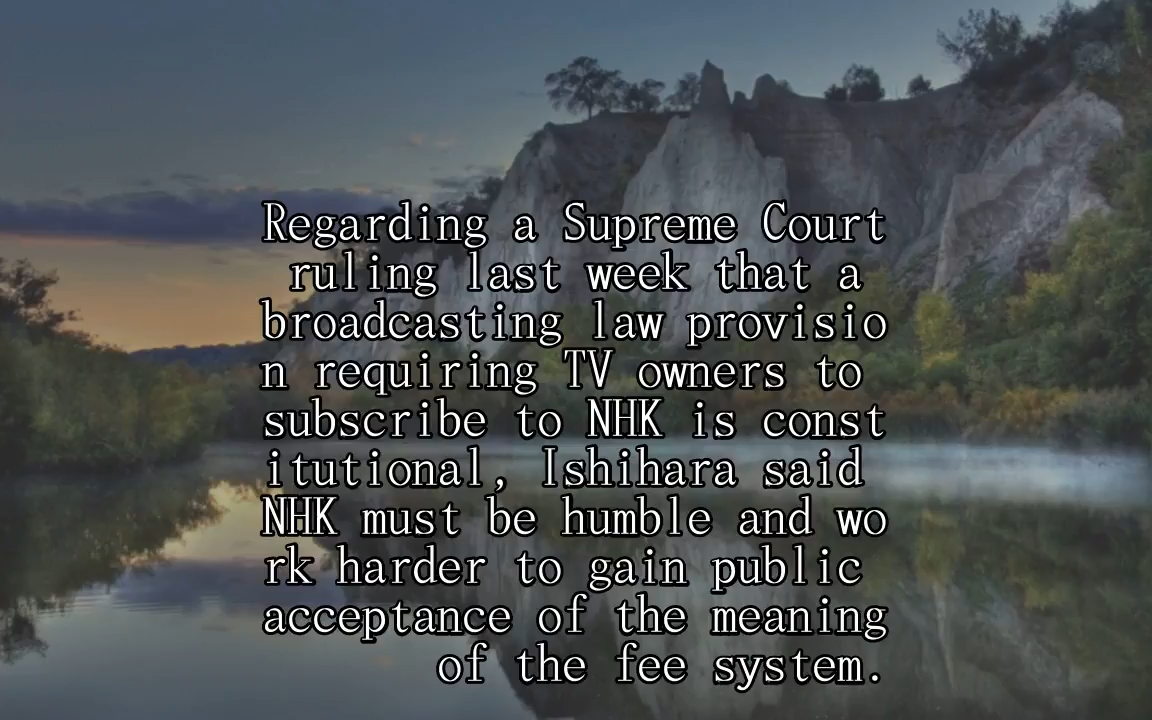 Regarding a Supreme Court
ruling last week that a
broadcasting law provisio
n requiring TV owners to
subscribe to NHK is const
itutional, Ishihara said
NHK must be humble and wo
rk harder to gain public
acceptance of the meaning
of the fee system.